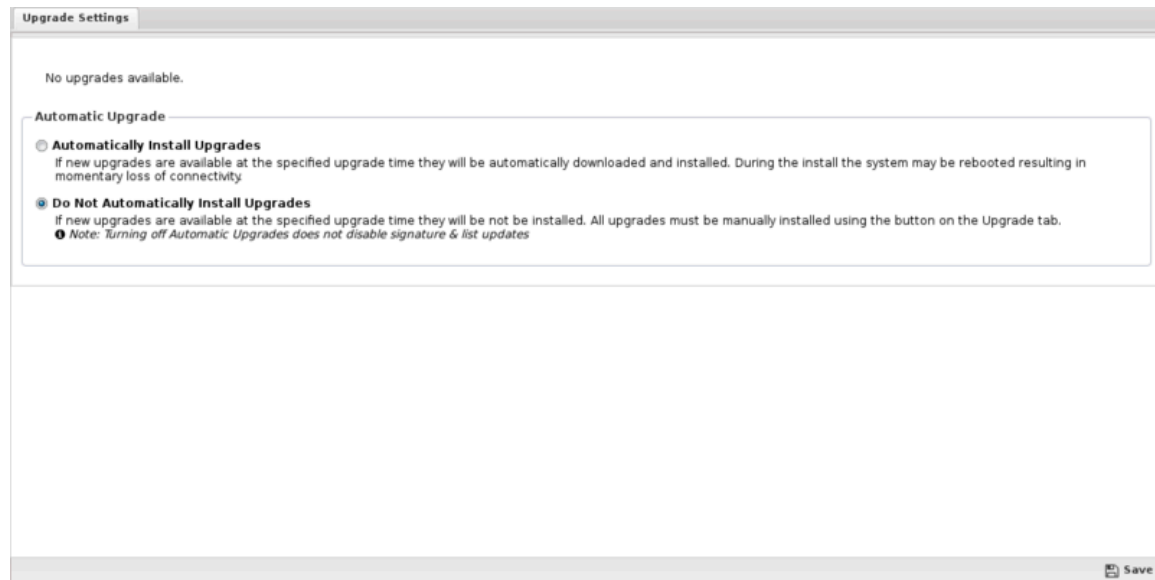 Upgrade Settings
No upgrades available.
Automatic Upgrade
Automatically Install Upgrades
If new upgrades are available at the specified upgrade time they will be automatically downloaded and installed. During the install the system may be rebooted resulting in
momentary loss of connectivity.
Do Not Automatically Install Upgrades
If new upgrades are available at the specified upgrade time they will be not be installed. All upgrades must be manually installed using the button on the Upgrade tab.
Note: Turning off Automatic Upgrades does not disable signature & list updates
Save